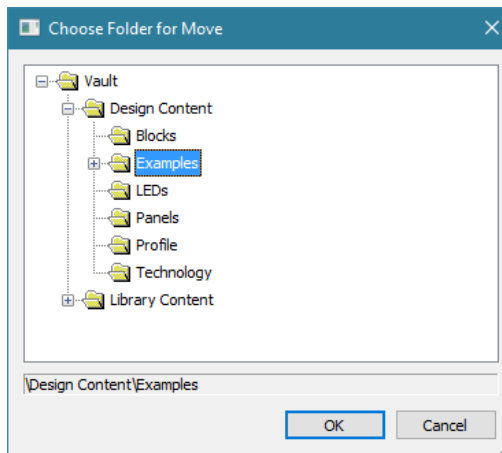 Choose Folder for Move
Vault
Design Content
Blocks
Examples
LEDs
Panels
Profile
Technology
Library Content
\Design Content\Examples
OK Cancel